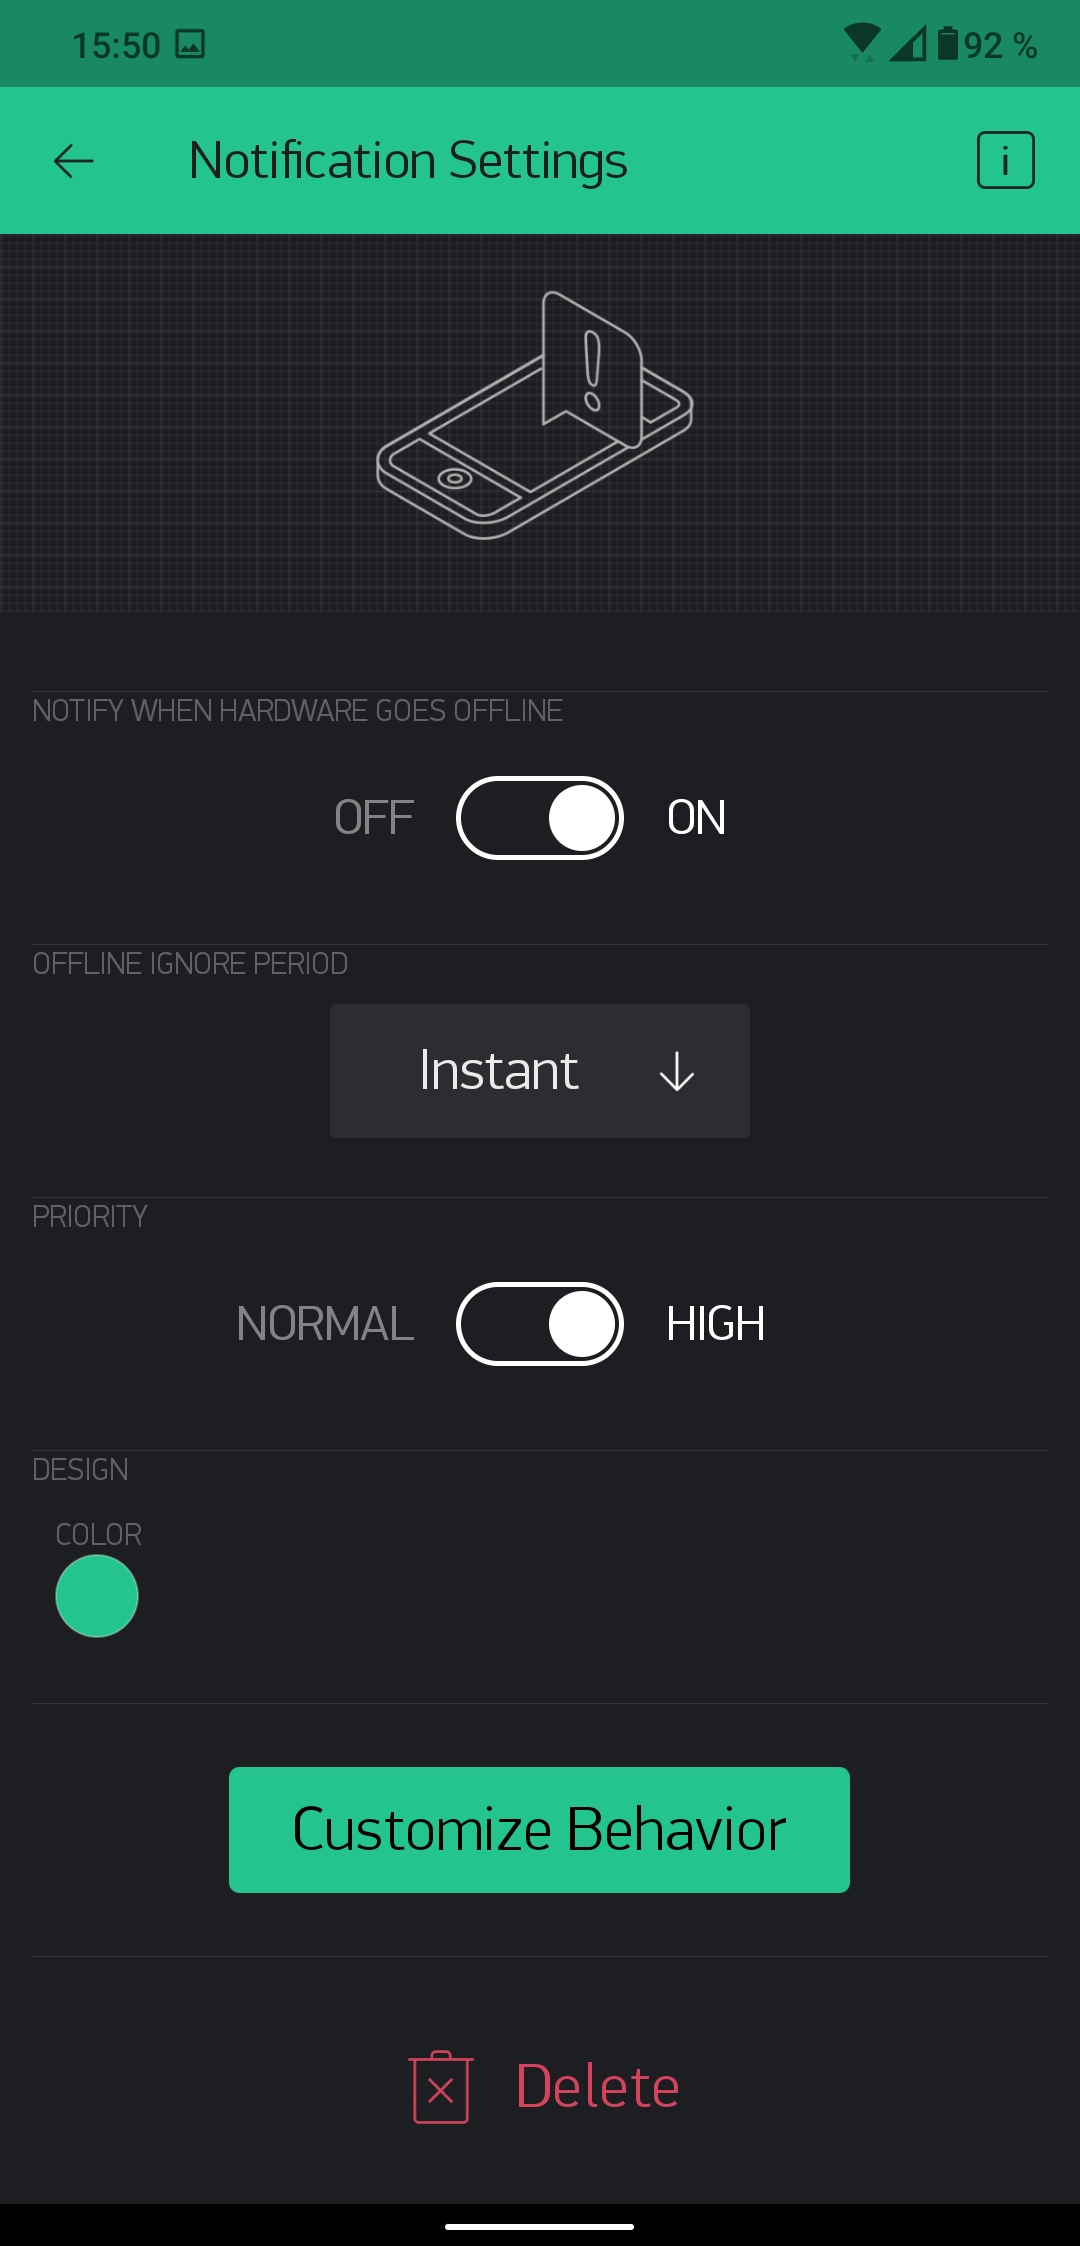 15:50 92 %
Notification Settings i
!
NOTIFY WHEN HARDWARE GOES OFFLINE
OFF ON
OFFLINE IGNORE PERIOD
Instant
PRIORITY
NORMAL HIGH
DESIGN
COLOR
Customize Behavior
Delete